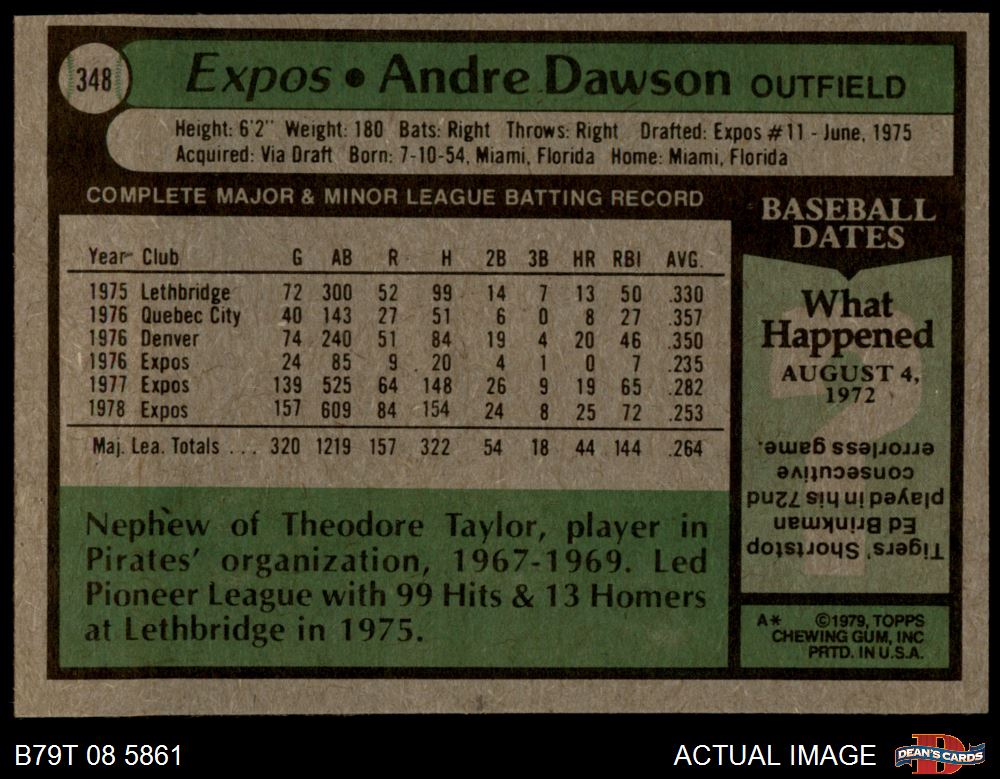 348
Expos • Andre Dawson OUTFIELD
Height: 6'2" Weight: 180 Bats: Right Throws: Right Drafted: Expos #11 - June, 1975
Acquired: Via Draft Born: 7-10-54, Miami, Florida Home: Miami, Florida
COMPLETE MAJOR & MINOR LEAGUE BATTING RECORD
Year Club G AB R H 2B 3B HR RBI AVG.
1975 Lethbridge 72 300 52 99 14 7 13 50 .330
1976 Quebec City 40 143 27 51 6 0 8 27 .357
1976 Denver 74 240 51 84 19 4 20 46 .350
1976 Expos 24 85 9 20 4 1 0 7 .235
1977 Expos 139 525 64 148 26 9 19 65 .282
1978 Expos 157 609 84 154 24 8 25 72 .253
Maj. Lea. Totals ... 320 1219 157 322 54 18 44 144 .264
Nephew of Theodore Taylor, player in
Pirates' organization, 1967-1969. Led
Pioneer League with 99 Hits & 13 Homers
at Lethbridge in 1975.
BASEBALL
DATES
What
Happened
AUGUST 4,
1972
?
Tigers' Shortstop
Ed Brinkman
played in his 72nd
consecutive
errorless game.
A* ©1979, TOPPS
CHEWING GUM, INC
PRTD. IN U.S.A.
B79T 08 5861
ACTUAL IMAGE
DEAN'S CARDS